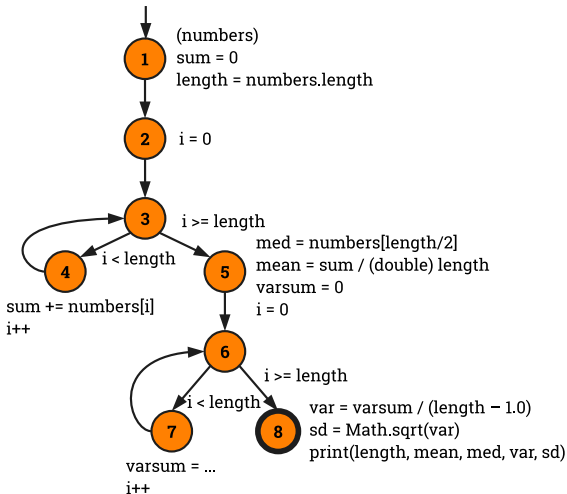 (numbers)
1
sum = 0
length = numbers.length
2
i = 0
3
i >= length
i < length
4
5
med = numbers[length/2]
mean = sum / (double) length
varsum = 0
i = 0
sum += numbers[i]
i++
6
i >= length
i < length
7
8
var = varsum / (length − 1.0)
sd = Math.sqrt(var)
print(length, mean, med, var, sd)
varsum = ...
i++